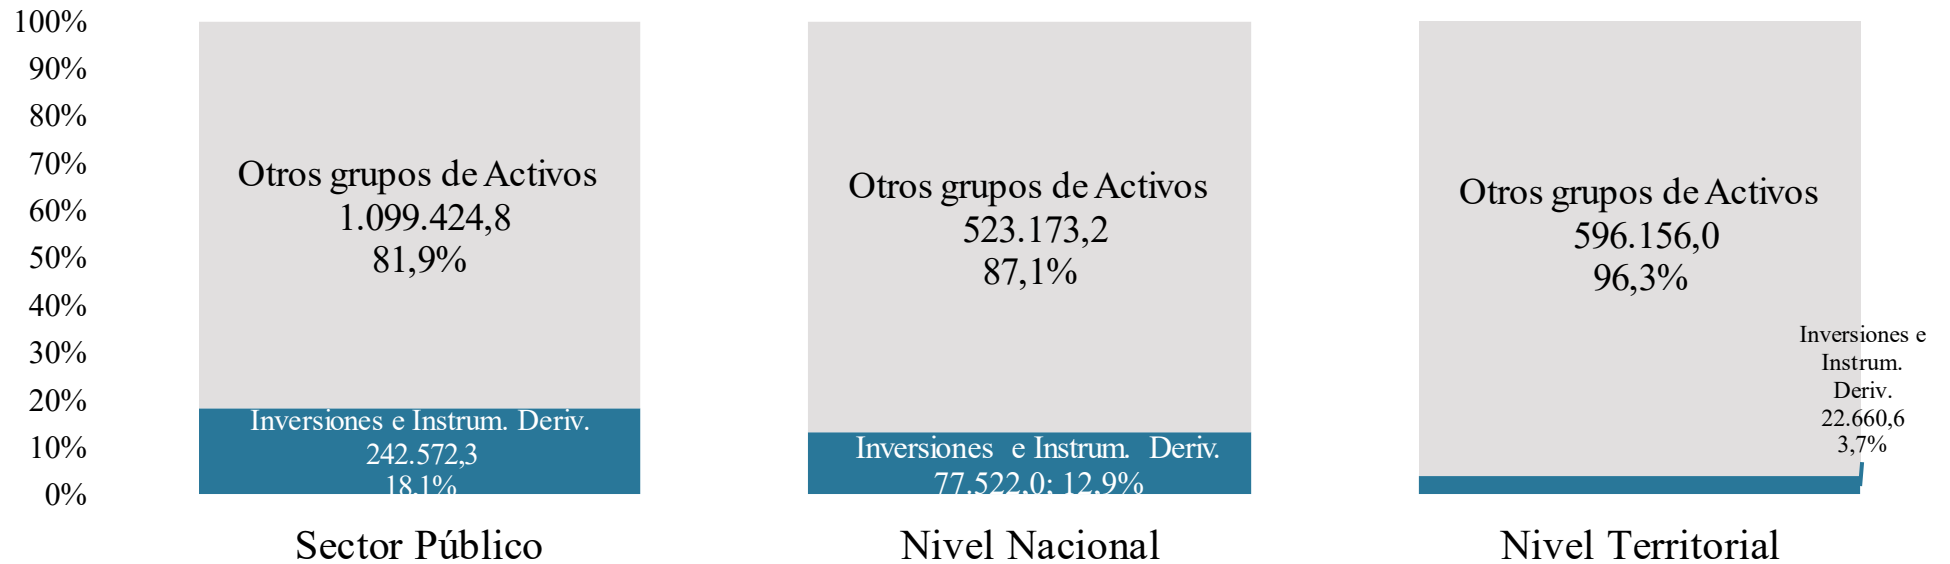 100%
90%
80%
70%
60%
50%
40%
30%
20%
10%
0%
Otros grupos de Activos
1.099.424,8
81,9%
Inversiones e Instrum. Deriv.
242.572,3
18,1%
Sector Público
Otros grupos de Activos
523.173,2
87,1%
Inversiones e Instrum. Deriv.
77.522,0; 12,9%
Nivel Nacional
Otros grupos de Activos
596.156,0
96,3%
Inversiones e
Instrum.
Deriv.
22.660,6
3,7%
Nivel Territorial